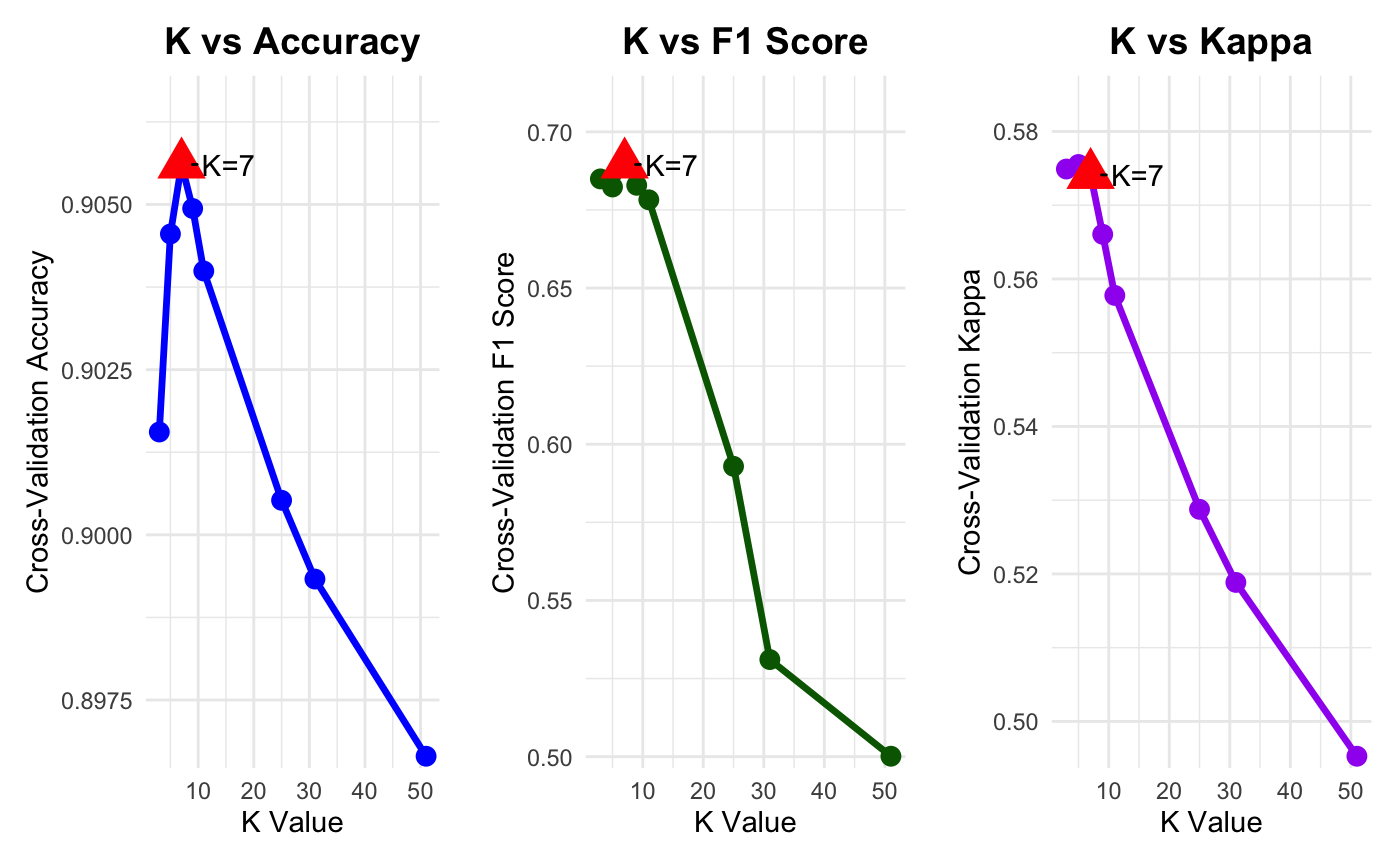 K vs Accuracy
Cross-Validation Accuracy
0.9050
0.9025
0.9000
0.8975
-K=7
10 20 30 40 50
K Value
K vs F1 Score
Cross-Validation F1 Score
0.70
0.65
0.60
0.55
0.50
-K=7
10 20 30 40 50
K Value
K vs Kappa
Cross-Validation Kappa
0.58
0.56
0.54
0.52
0.50
-K=7
10 20 30 40 50
K Value